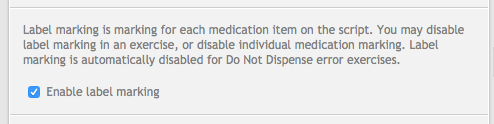 Label marking is marking for each medication item on the script. You may disable
label marking in an exercise, or disable individual medication marking. Label
marking is automatically disabled for Do Not Dispense error exercises.
Enable label marking